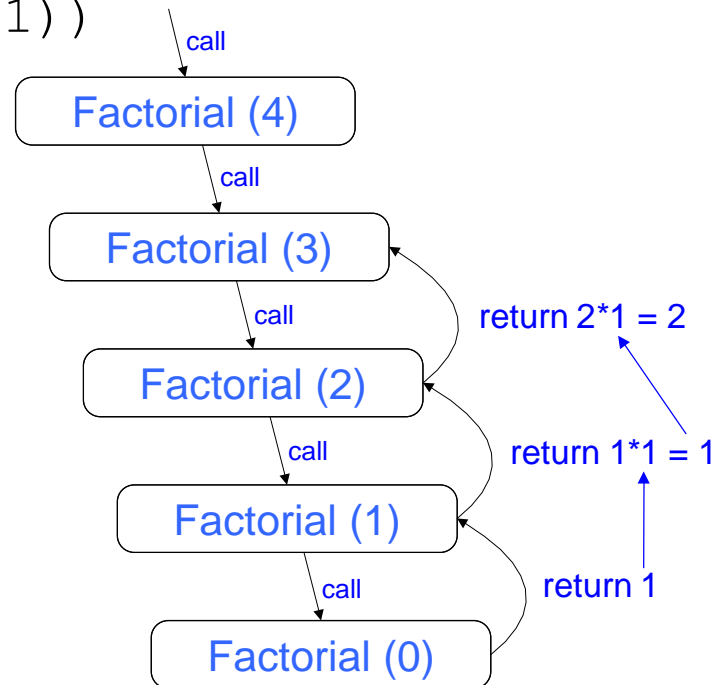 1))
call
Factorial (4)
call
Factorial (3)
call
return 2*1 = 2
Factorial (2)
call
return 1*1 = 1
Factorial (1)
call
return 1
Factorial (0)